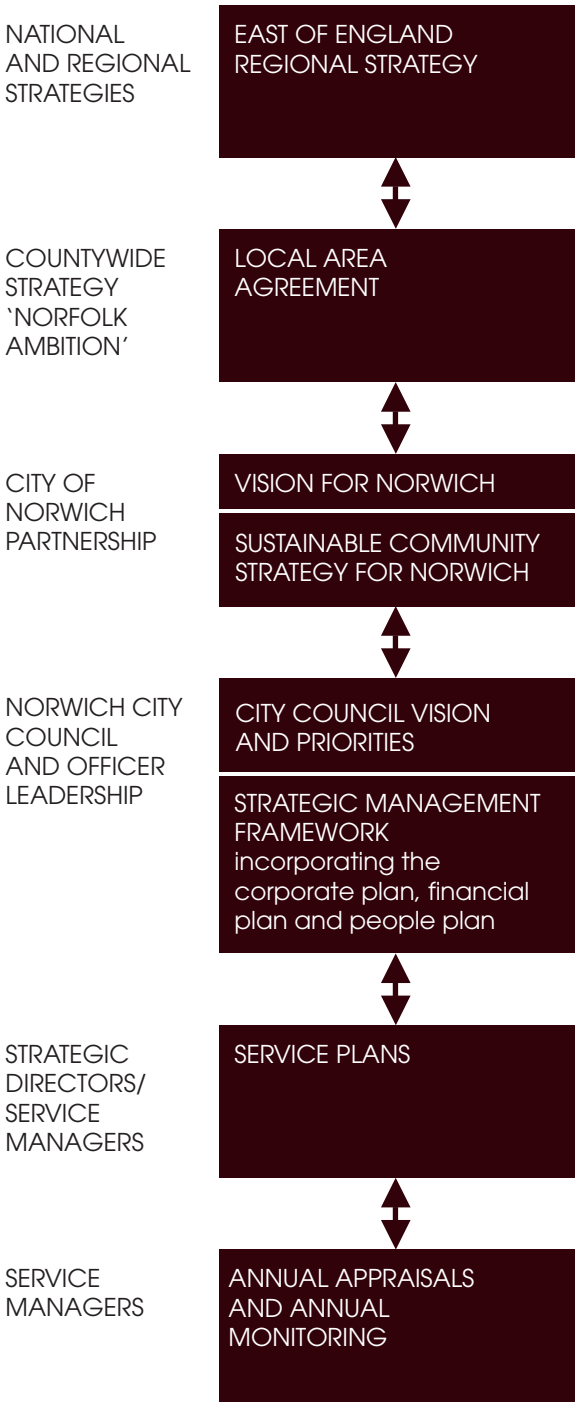 NATIONAL
AND REGIONAL
STRATEGIES
EAST OF ENGLAND
REGIONAL STRATEGY
COUNTYWIDE
STRATEGY
‘NORFOLK
AMBITION’
LOCAL AREA
AGREEMENT
CITY OF
NORWICH
PARTNERSHIP
VISION FOR NORWICH
SUSTAINABLE COMMUNITY
STRATEGY FOR NORWICH
NORWICH CITY
COUNCIL
AND OFFICER
LEADERSHIP
CITY COUNCIL VISION
AND PRIORITIES
STRATEGIC MANAGEMENT
FRAMEWORK
incorporating the
corporate plan, financial
plan and people plan
STRATEGIC
DIRECTORS/
SERVICE
MANAGERS
SERVICE PLANS
SERVICE
MANAGERS
ANNUAL APPRAISALS
AND ANNUAL
MONITORING